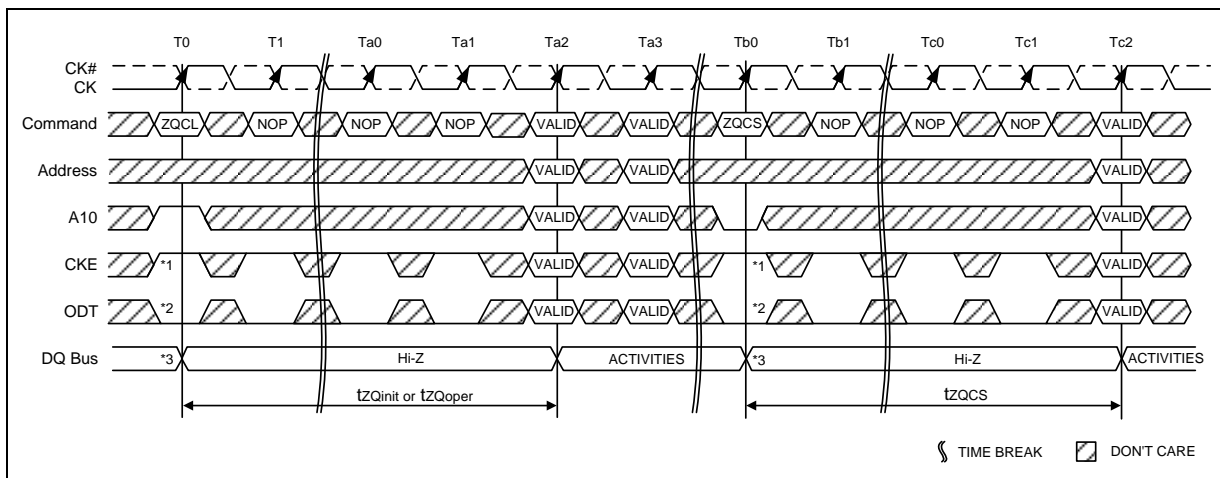 T0 T1 Ta0 Ta1 Ta2 Ta3 Tb0 Tb1 Tc0 Tc1 Tc2
CK#
CK
Command ZQCL NOP NOP NOP VALID VALID ZQCS NOP NOP NOP VALID
Address VALID VALID VALID
A10 VALID VALID VALID
CKE *1 VALID VALID *1 VALID
ODT *2 VALID VALID *2 VALID
DQ Bus *3 Hi-Z ACTIVITIES *3 Hi-Z ACTIVITIES
tZQinit or tZQoper tZQCS
TIME BREAK DON'T CARE